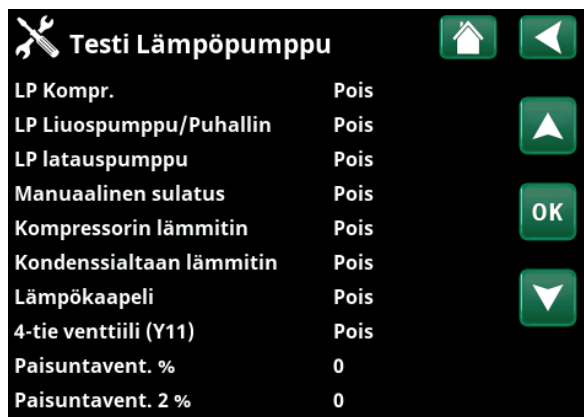 Testi Lämpöpumppu
LP Kompr. Pois
LP Liuospumppu/Puhallin Pois
LP latauspumppu Pois
Manuaalinen sulatus Pois
OK
Kompressorin lämmitin Pois
Kondenssialtaan lämmitin Pois
Lämpökaapeli Pois
4-tie venttiili (Y11) Pois
Paisuntavent. % 0
Paisuntavent. 2 % 0